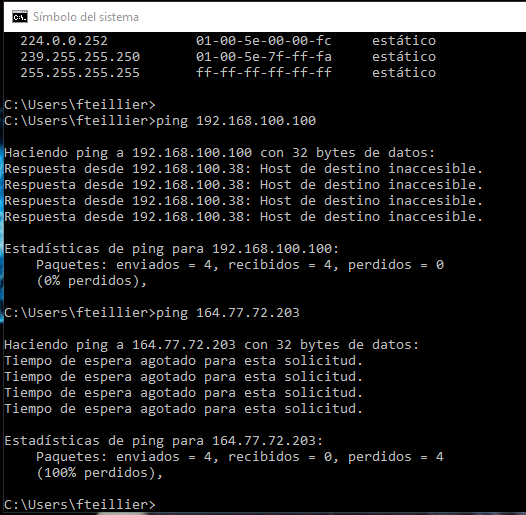 Símbolo del sistema
224.0.0.252 01-00-5e-00-00-fc estático
239.255.255.250 01-00-5e-7f-ff-fa estático
255.255.255.255 ff-ff-ff-ff-ff-ff estático
C:\Users\fteillier>
C:\Users\fteillier>ping 192.168.100.100
Haciendo ping a 192.168.100.100 con 32 bytes de datos:
Respuesta desde 192.168.100.38: Host de destino inaccesible.
Respuesta desde 192.168.100.38: Host de destino inaccesible.
Respuesta desde 192.168.100.38: Host de destino inaccesible.
Respuesta desde 192.168.100.38: Host de destino inaccesible.
Estadísticas de ping para 192.168.100.100:
Paquetes: enviados = 4, recibidos = 4, perdidos = 0
(0% perdidos),
C:\Users\fteillier>ping 164.77.72.203
Haciendo ping a 164.77.72.203 con 32 bytes de datos:
Tiempo de espera agotado para esta solicitud.
Tiempo de espera agotado para esta solicitud.
Tiempo de espera agotado para esta solicitud.
Tiempo de espera agotado para esta solicitud.
Estadísticas de ping para 164.77.72.203:
Paquetes: enviados = 4, recibidos = 0, perdidos = 4
(100% perdidos),
C:\Users\fteillier>